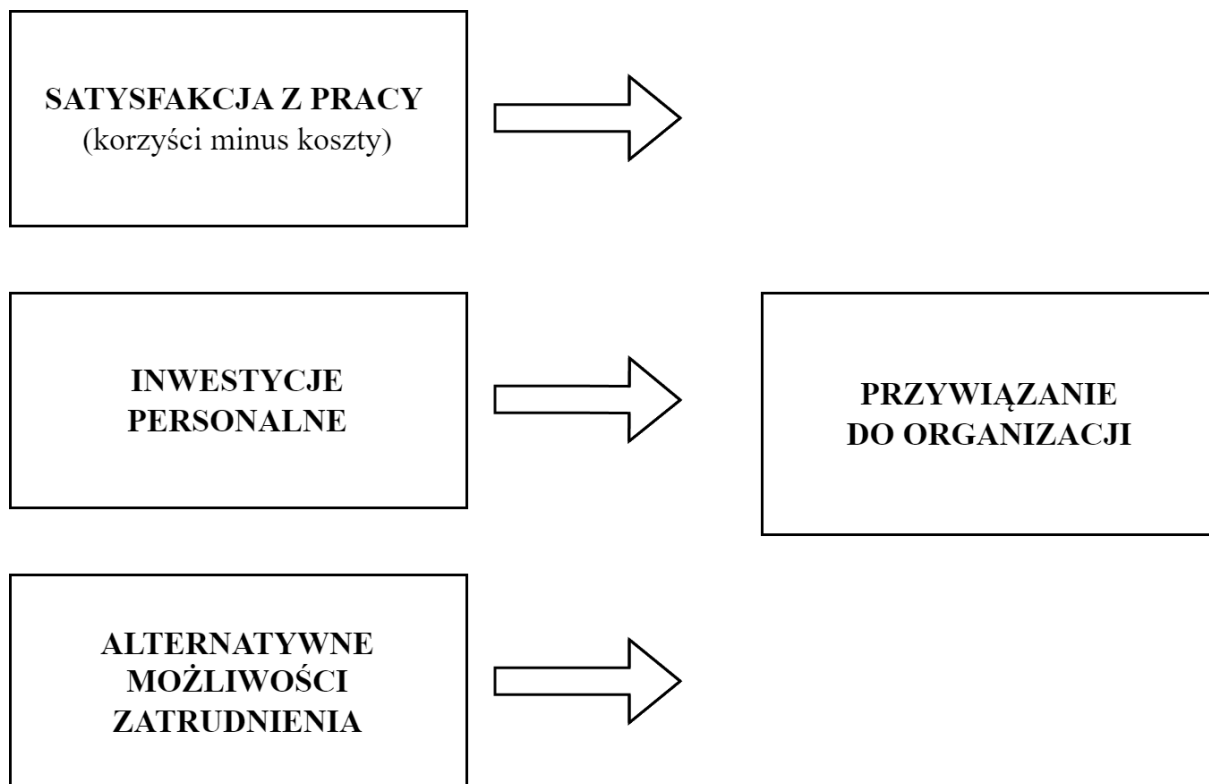 SATYSFAKCJA Z PRACY
(korzyści minus koszty)
INWESTYCJE
PERSONALNE
PRZYWIĄZANIE
DO ORGANIZACJI
ALTERNATYWNE
MOŻLIWOŚCI
ZATRUDNIENIA